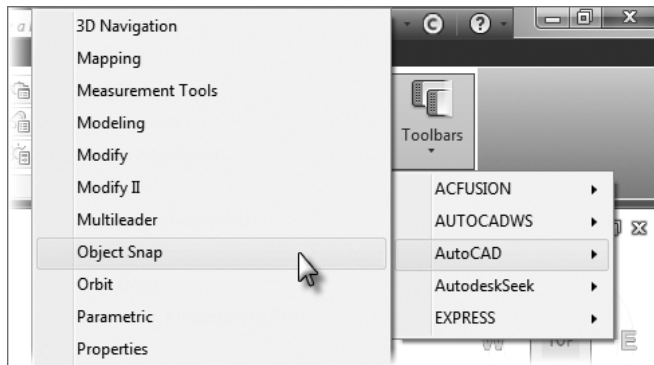 3D Navigation
Mapping
Measurement Tools
Modeling
Modify
Modify II
Multileader
Object Snap
Orbit
Parametric
Properties
Toolbars
ACFUSION
AUTOCADWS
AutoCAD
AutodeskSeek
EXPRESS
W
TOP
E